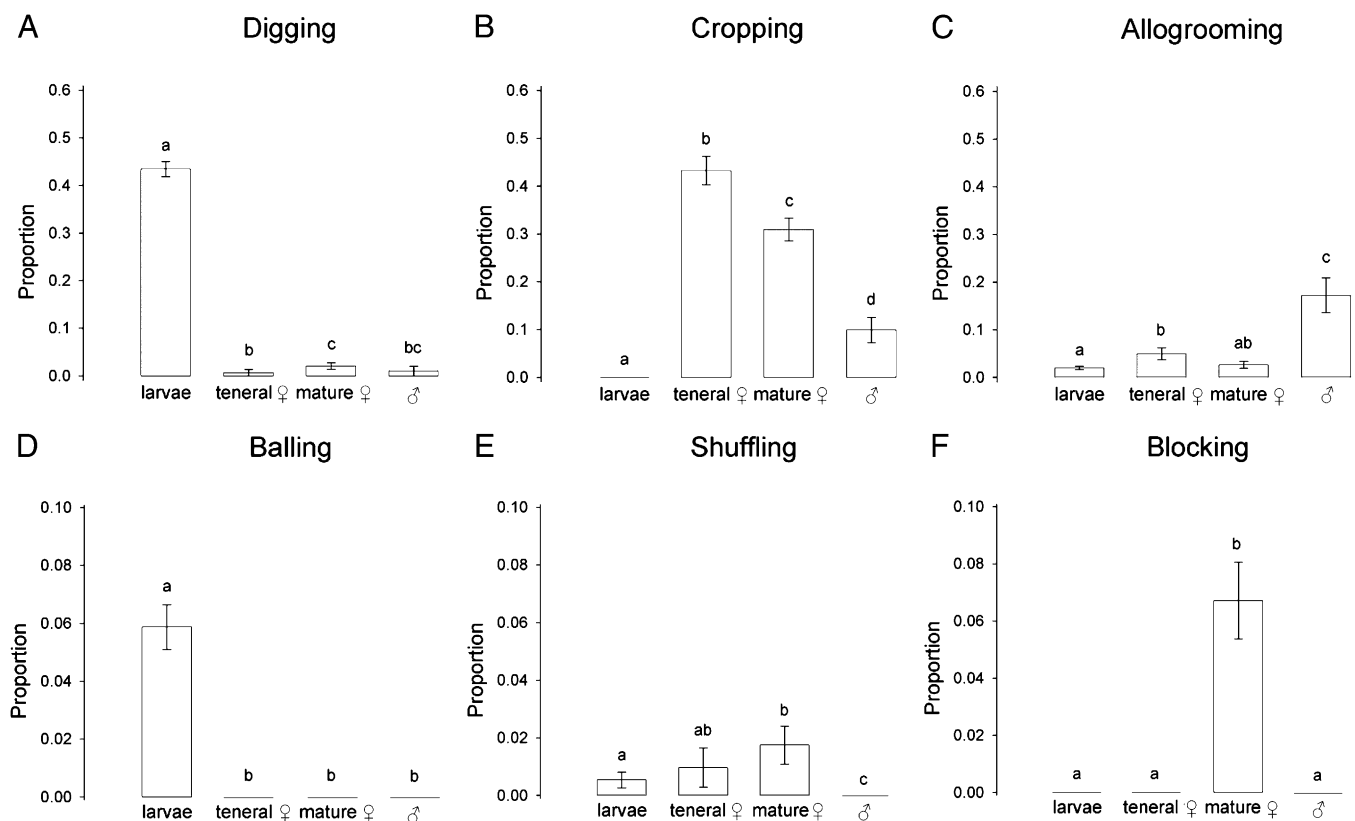 A Digging
0.6
0.5
0.4
0.3
0.2
0.1
0.0
Proportion
a
b
c
bc
larvae teneral ♀ mature ♀ ♂
B Cropping
0.6
0.5
0.4
0.3
0.2
0.1
0.0
Proportion
a
b
c
d
larvae teneral ♀ mature ♀ ♂
C Allogrooming
0.6
0.5
0.4
0.3
0.2
0.1
0.0
Proportion
a
b
ab
c
larvae teneral ♀ mature ♀ ♂
D Balling
0.10
0.08
0.06
0.04
0.02
0.00
Proportion
a
b
b
b
larvae teneral ♀ mature ♀ ♂
E Shuffling
0.10
0.08
0.06
0.04
0.02
0.00
Proportion
a
ab
b
c
larvae teneral ♀ mature ♀ ♂
F Blocking
0.10
0.08
0.06
0.04
0.02
0.00
Proportion
a
a
b
a
larvae teneral ♀ mature ♀ ♂